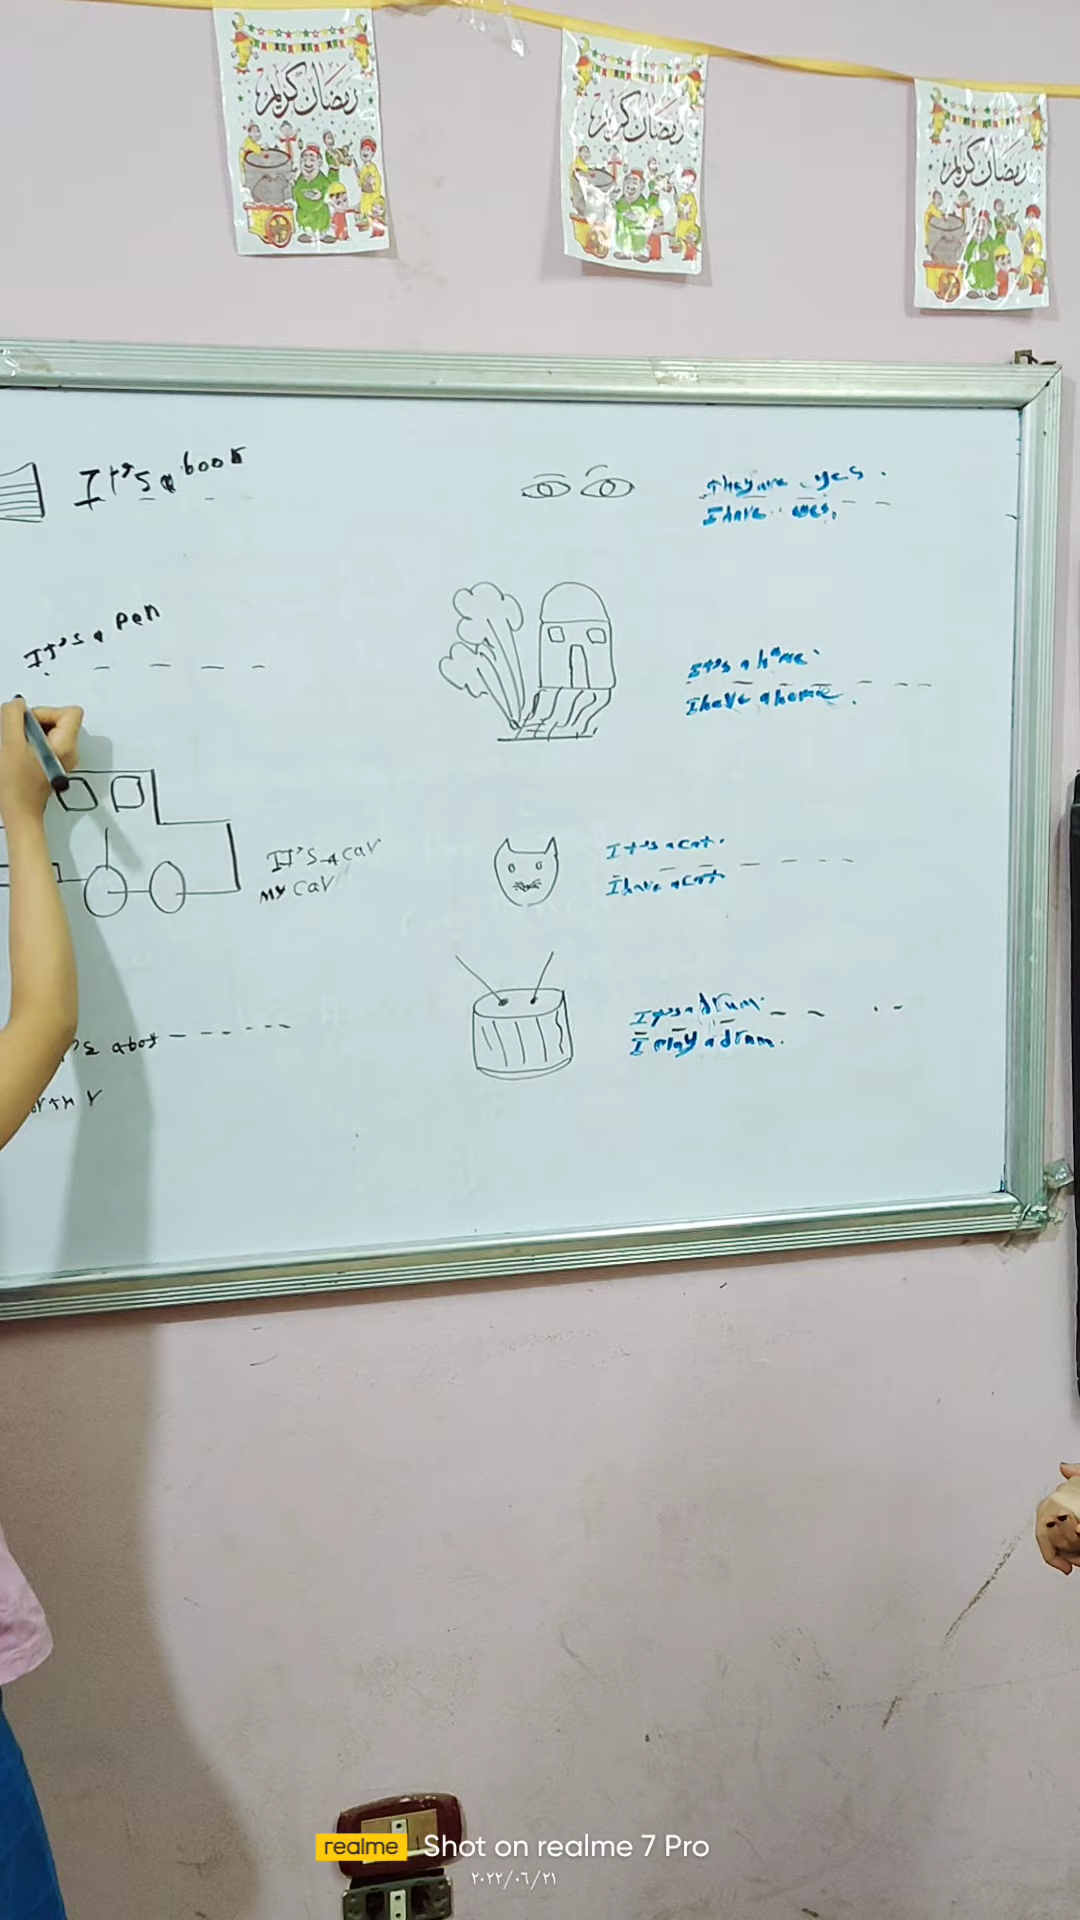 رمضان كريم
رمضان كريم
رمضان كريم
It's a book
It's a pen
It's a car
my car
They are yes.
I have eyes.
It's a home.
I have a home.
It's a cat.
I have a cat
It's a drum.
I play a drum.
realme Shot on realme 7 Pro
٢٠٢٢/٠٦/٢١